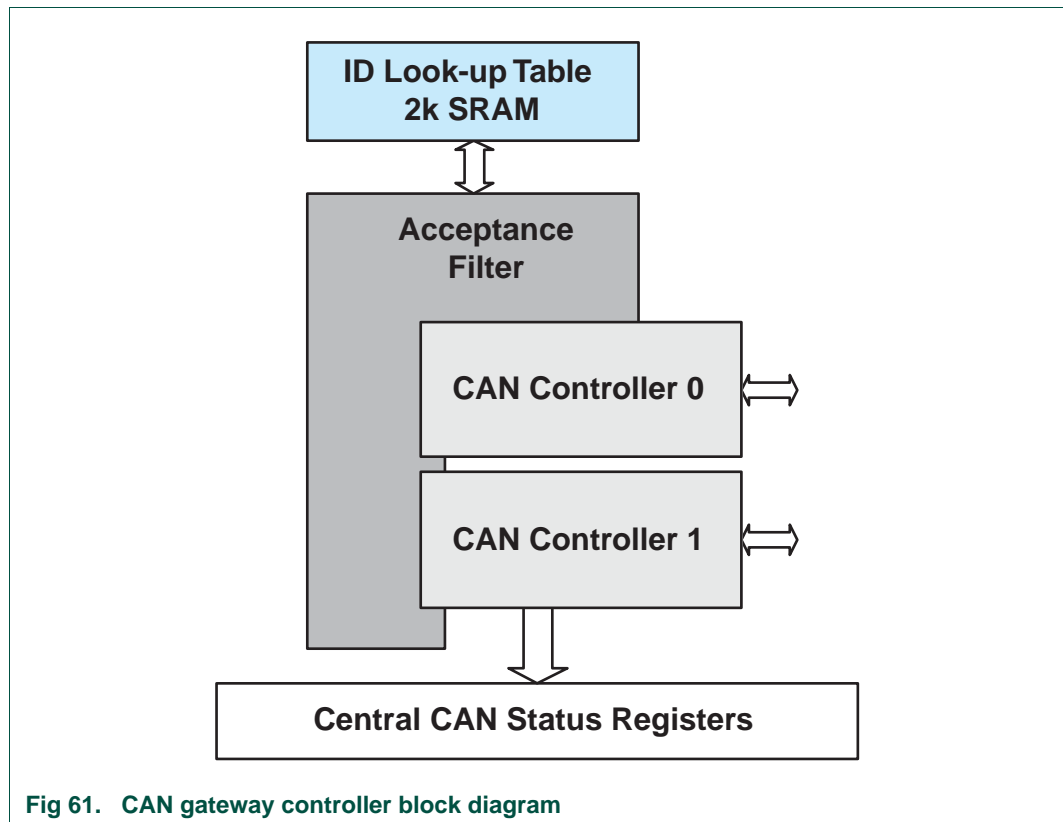 ID Look-up Table
2k SRAM
Acceptance
Filter
CAN Controller 0
CAN Controller 1
Central CAN Status Registers
Fig 61. CAN gateway controller block diagram